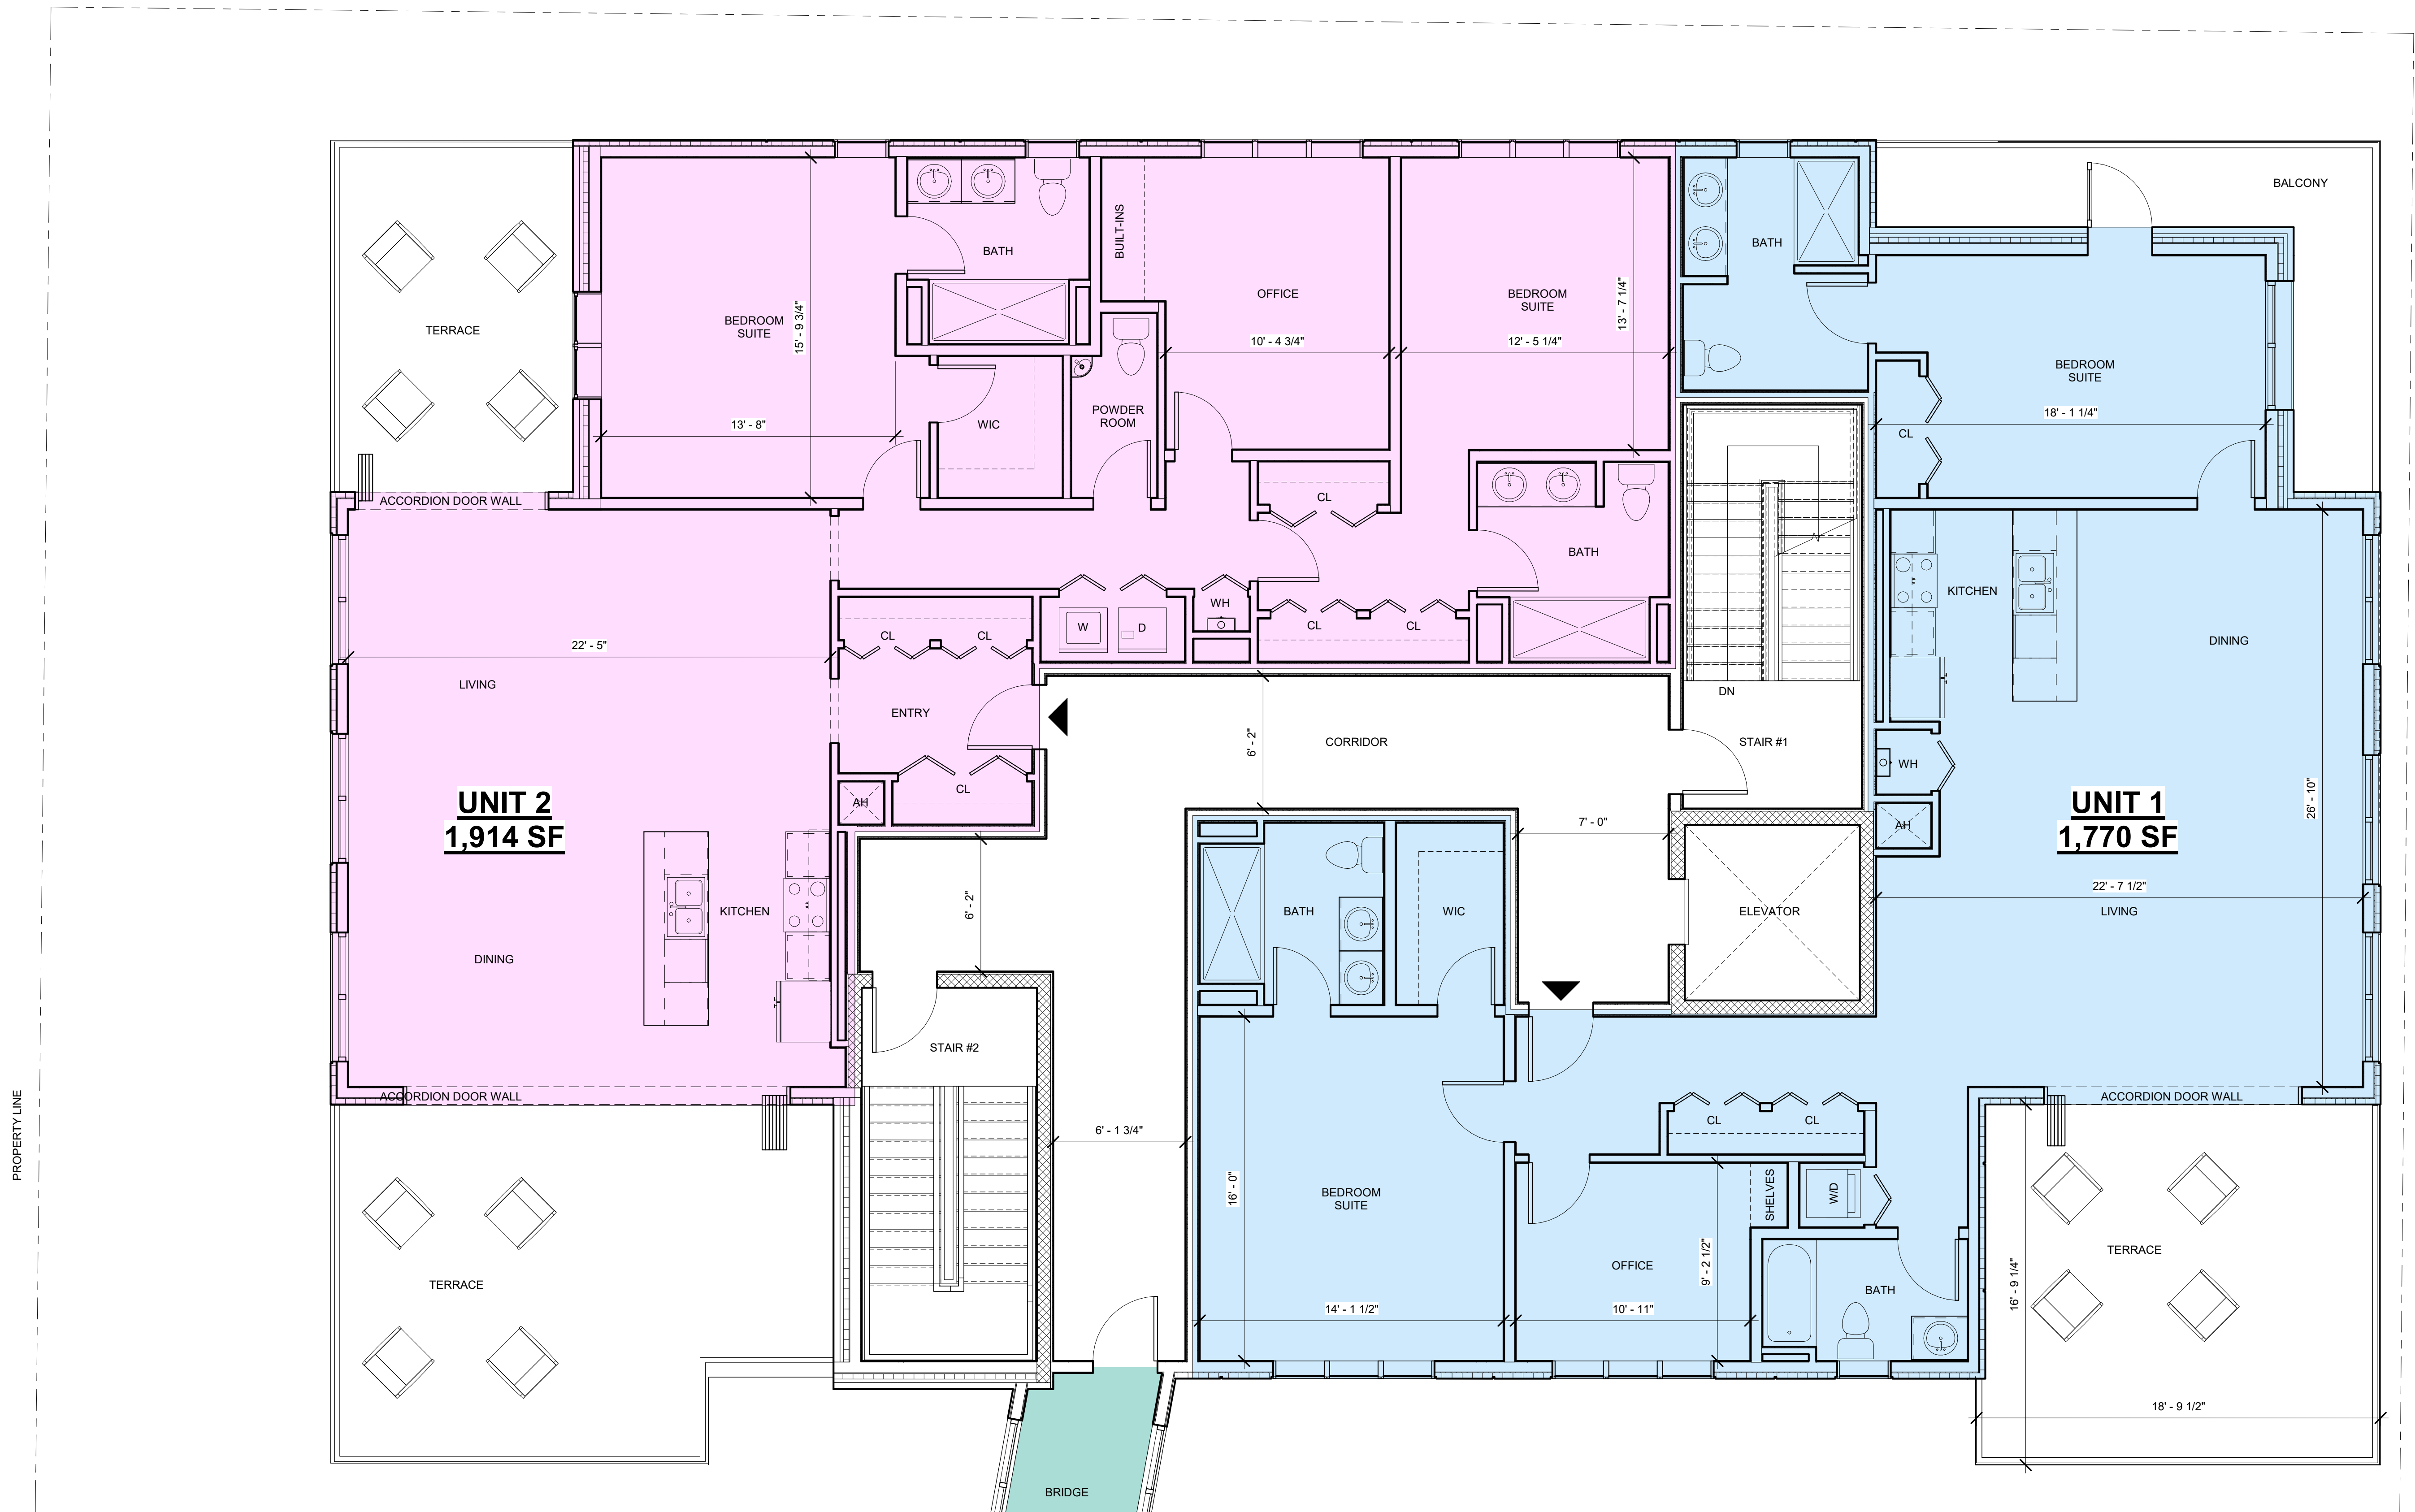 BALCONY
BATH
BUILT-INS
BATH
OFFICE
BEDROOM
SUITE
13' - 7 1/4"
BEDROOM
SUITE
15' - 9 3/4"
TERRACE
10' - 4 3/4"
12' - 5 1/4"
BEDROOM
SUITE
18' - 1 1/4"
13' - 8"
WIC
POWDER
ROOM
CL
ACCORDION DOOR WALL
CL
BATH
KITCHEN
WH
CL
CL
W
D
CL
CL
DINING
22' - 5"
LIVING
DN
ENTRY
6' - 2"
CORRIDOR
STAIR #1
WH
CL
AH
UNIT 2
1,914 SF
UNIT 1
1,770 SF
26' - 10"
7' - 0"
AH
22' - 7 1/2"
6' - 2"
KITCHEN
BATH
WIC
ELEVATOR
LIVING
DINING
STAIR #2
ACCORDION DOOR WALL
ACCORDION DOOR WALL
PROPERTY LINE
6' - 1 3/4"
CL
CL
16' - 0"
BEDROOM
SUITE
SHELVES
W/D
TERRACE
OFFICE
9' - 2 1/2"
BATH
16' - 9 1/4"
TERRACE
14' - 1 1/2"
10' - 11"
18' - 9 1/2"
BRIDGE